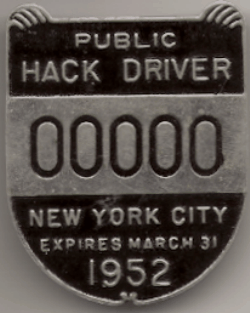 PUBLIC
HACK DRIVER
00000
NEW YORK CITY
EXPIRES MARCH 31
1952